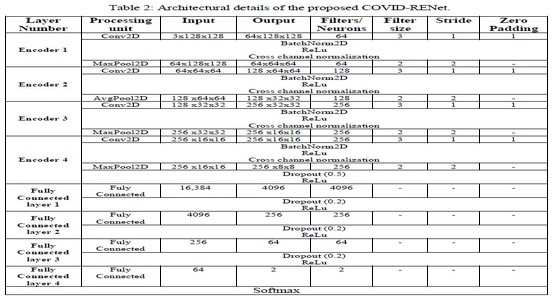 Table 2: Architectural details of the proposed COVID-RENet.
Layer Number Processing unit Input Output Filters/ Neurons Filter size Stride Zero Padding
Encoder 1 Conv2D 3x128x128 64x128x128 64 3 1 1
BatchNorm2D
ReLu
Cross channel normalization
MaxPool2D 64x128x128 64x64x64 64 2 2 -
Encoder 2 Conv2D 64x64x64 128 x64x64 128 3 1 1
BatchNorm2D
ReLu
Cross channel normalization
AvgPool2D 128 x64x64 128 x32x32 128 2 2 -
Encoder 3 Conv2D 128 x32x32 256 x32x32 256 3 1 1
BatchNorm2D
ReLu
Cross channel normalization
MaxPool2D 256 x32x32 256 x16x16 256 2 2 -
Encoder 4 Conv2D 256 x16x16 256 x16x16 256 3 1 1
BatchNorm2D
ReLu
Cross channel normalization
MaxPool2D 256 x16x16 256 x8x8 256 2 2 -
Dropout (0.5)
ReLu
Fully Connected layer 1 Fuly Connected 16,384 4096 4096 - - -
Dropout (0.2)
ReLu
Fully Connected layer 2 Fuly Connected 4096 256 256 - - -
Dropout (0.2)
ReLu
Fully Connected layer 3 Fuly Connected 256 64 64 - - -
Dropout (0.2)
ReLu
Fully Connected layer 4 Fuly Connected 64 2 2 - - -
Softmax